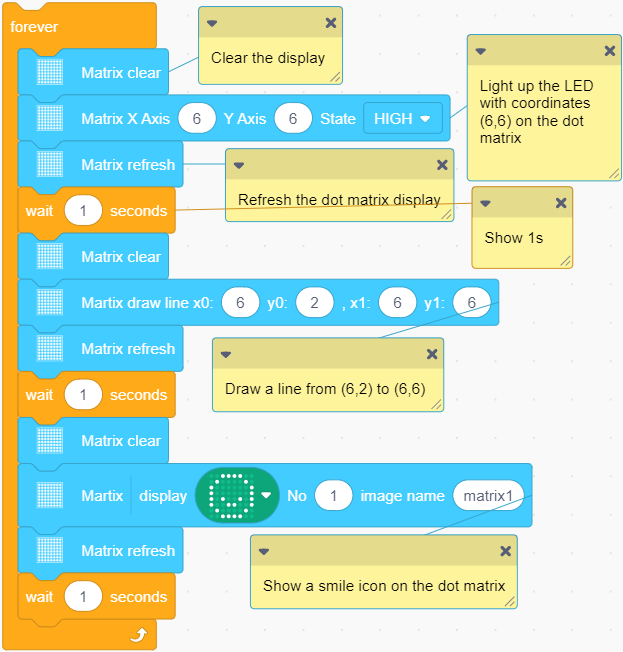 forever
Matrix clear
Clear the display
Matrix X Axis 6 Y Axis 6 State HIGH
Light up the LED
with coordinates
(6,6) on the dot
matrix
Matrix refresh
Refresh the dot matrix display
wait 1 seconds
Show 1s
Matrix clear
Martix draw line x0: 6 y0: 2 , x1: 6 y1: 6
Matrix refresh
Draw a line from (6,2) to (6,6)
wait 1 seconds
Matrix clear
Martix display No 1 image name matrix1
Matrix refresh
Show a smile icon on the dot matrix
wait 1 seconds